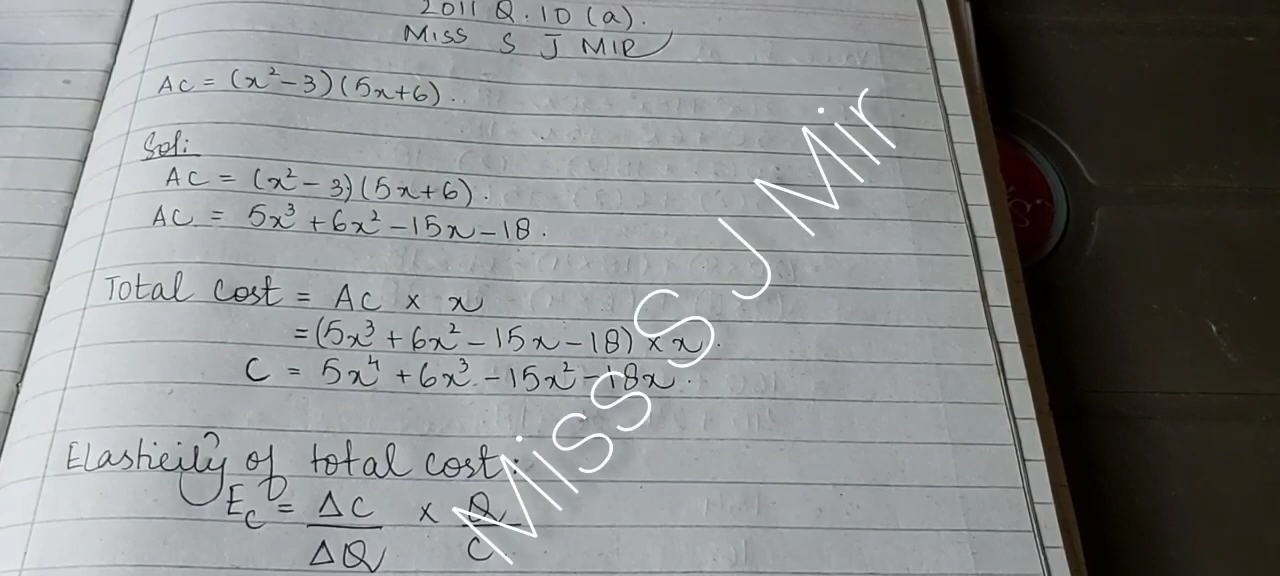 2011 Q.10 (a).
MISS S J MIR
AC = (x²-3)(5x+6).
Sol:
AC = (x²-3)(5x+6).
AC = 5x³+6x²-15x-18.
Total cost = AC × x
=(5x³+6x²-15x-18) × x.
C = 5x⁴+6x³-15x²-18x.
Elasticity of total cost:
E_c = ΔC/ΔQ × Q/C
Miss S J Mir